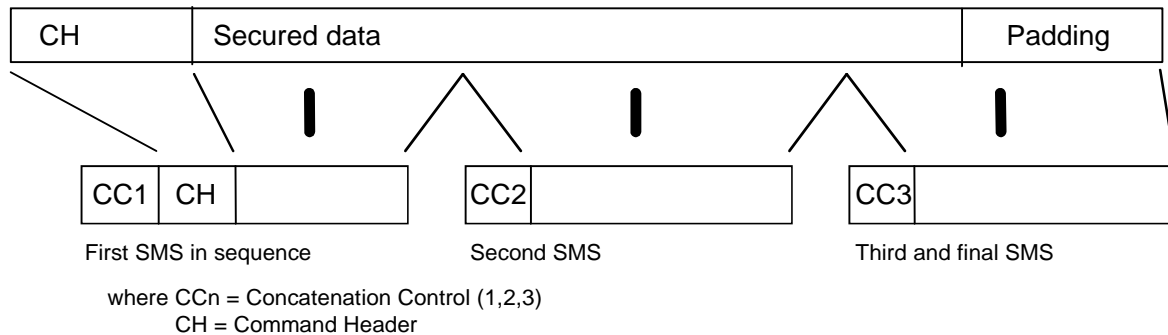 CH Secured data Padding
CC1 CH CC2 CC3
First SMS in sequence Second SMS Third and final SMS
where CCn = Concatenation Control (1,2,3)
CH = Command Header